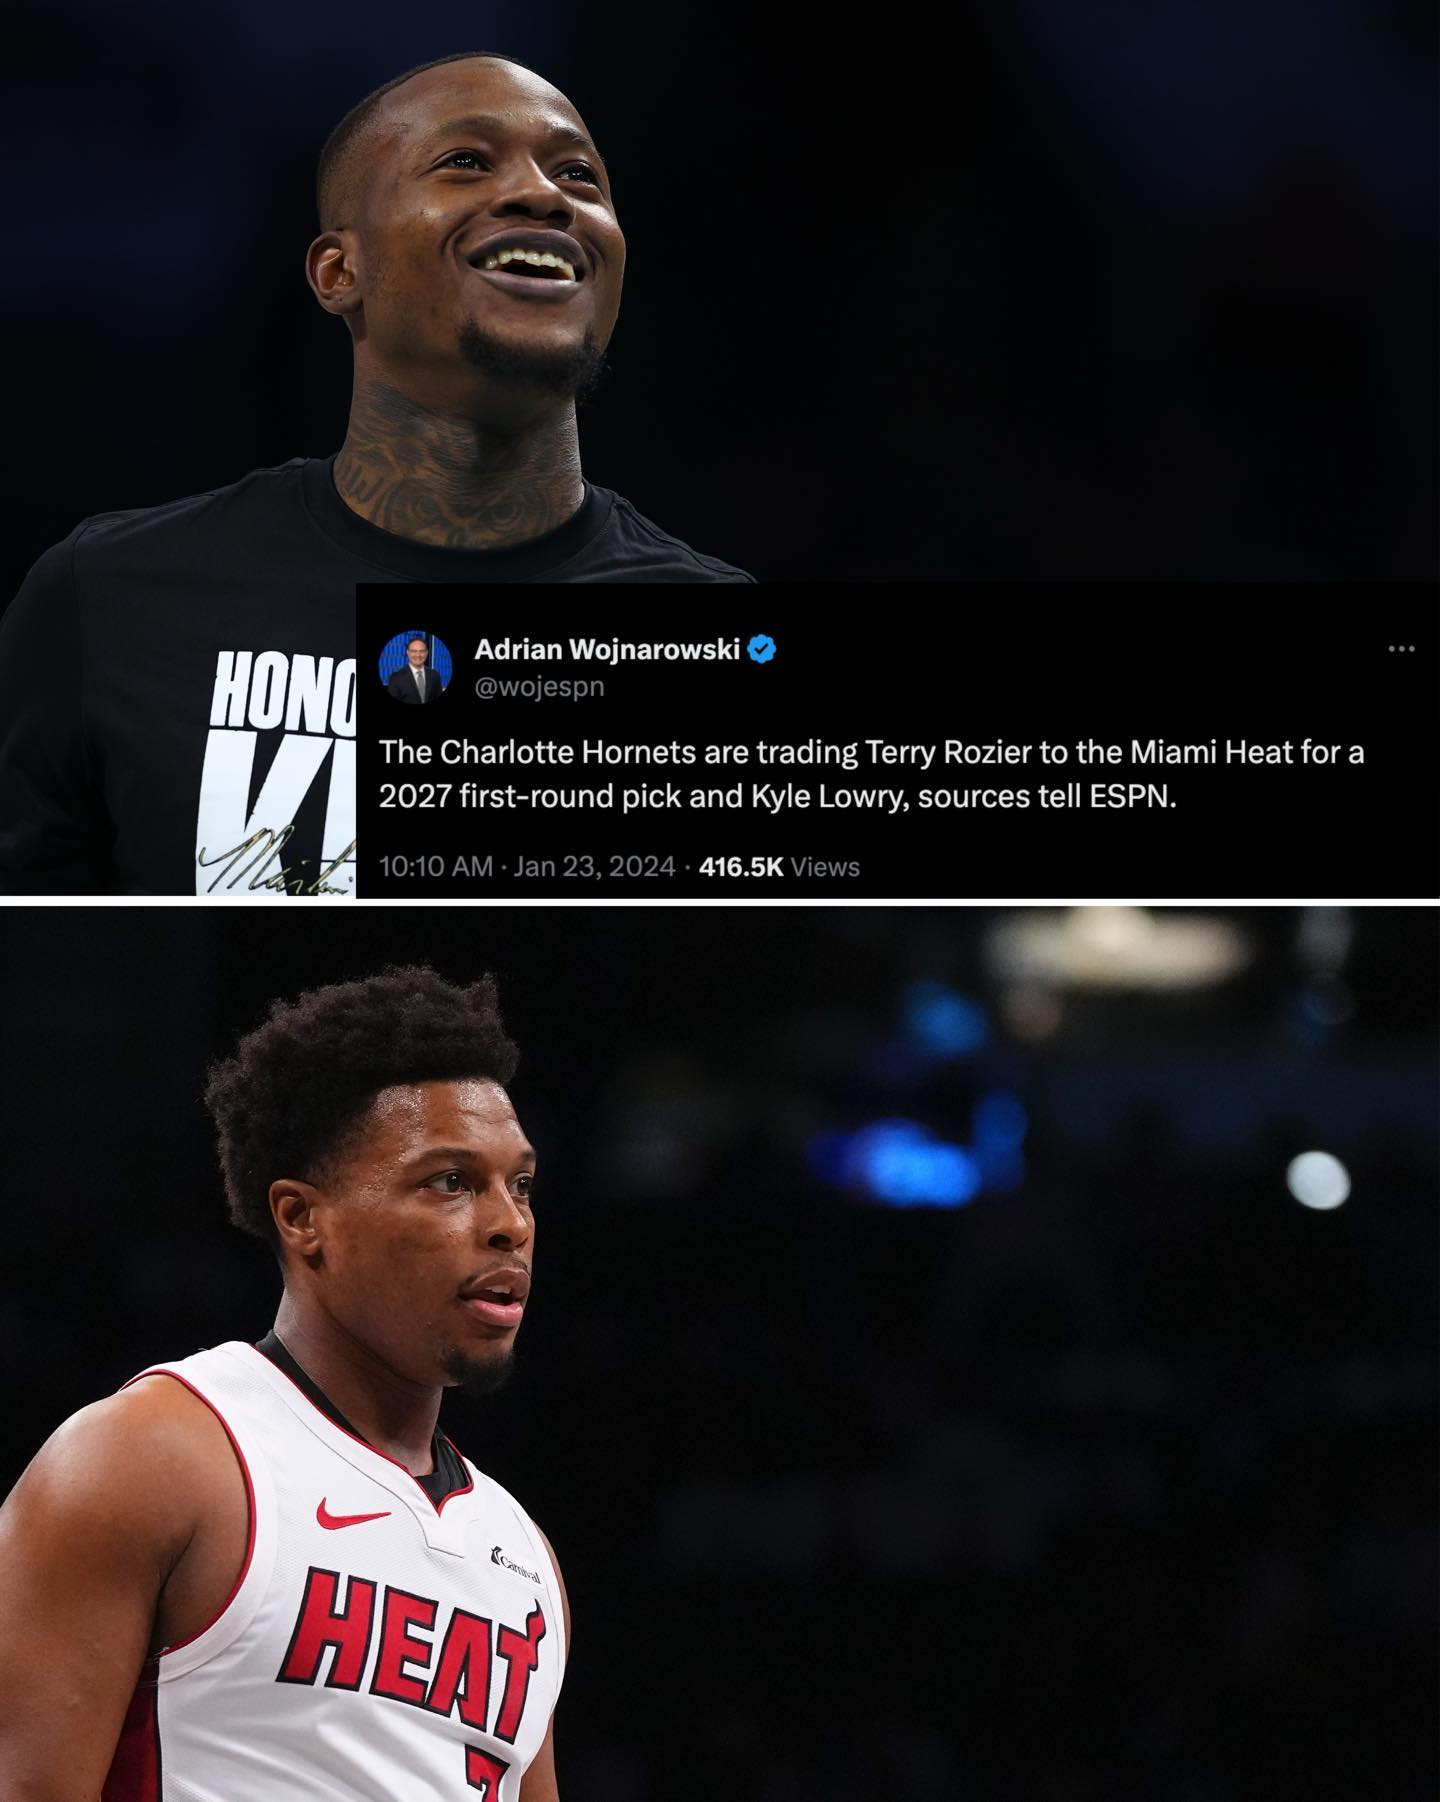 HONO
Adrian Wojnarowski
@wojespn
The Charlotte Hornets are trading Terry Rozier to the Miami Heat for a
2027 first-round pick and Kyle Lowry, sources tell ESPN.
10:10 AM · Jan 23, 2024 · 416.5K Views
Carnival
HEAT
7